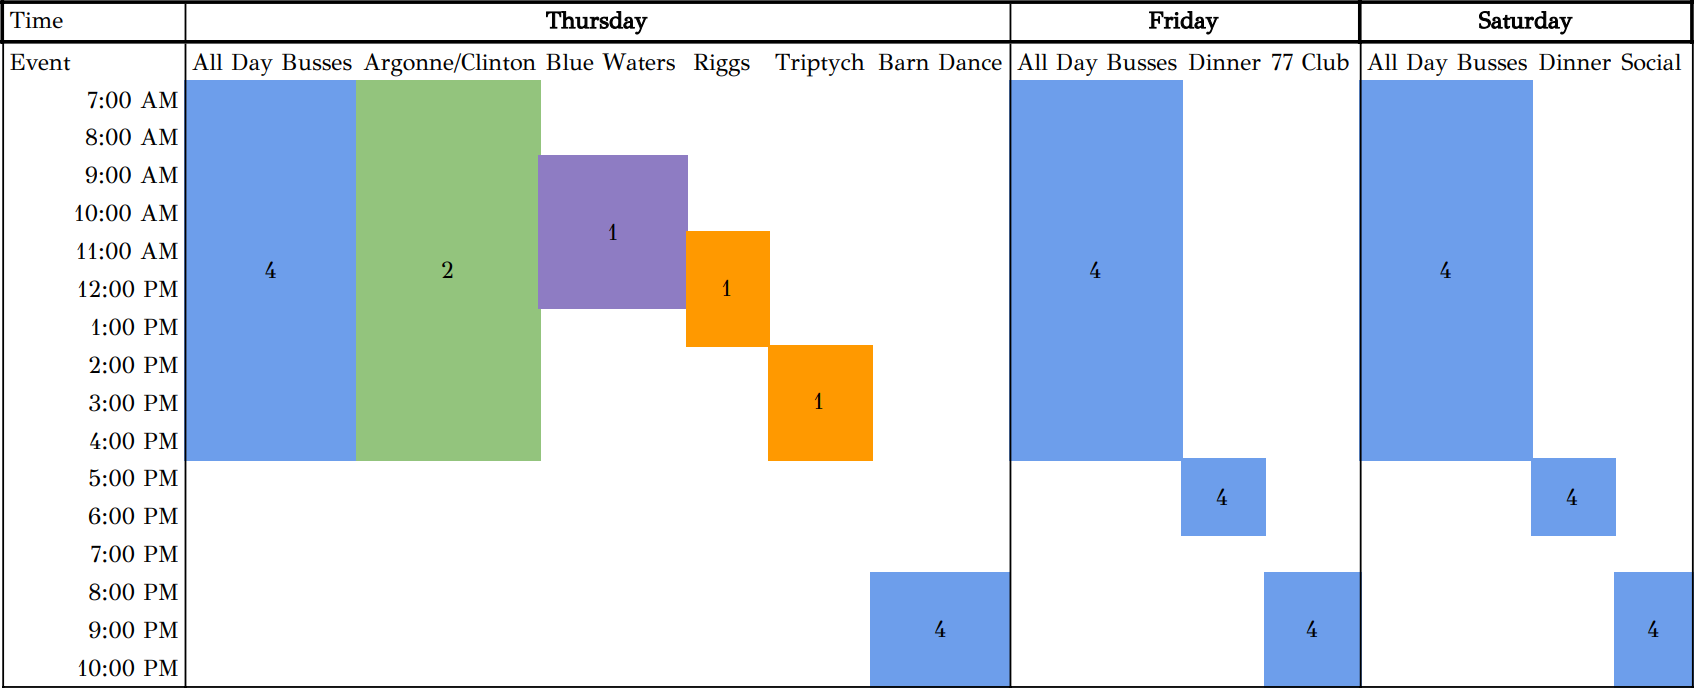 Time Thursday Friday Saturday
Event All Day Busses Argonne/Clinton Blue Waters Riggs Triptych Barn Dance All Day Busses Dinner 77 Club All Day Busses Dinner Social
7:00 AM
8:00 AM
9:00 AM
10:00 AM
1
11:00 AM
4 2 4 4
12:00 PM 1
1:00 PM
2:00 PM
3:00 PM 1
4:00 PM
5:00 PM
4 4
6:00 PM
7:00 PM
8:00 PM
9:00 PM 4 4 4
10:00 PM